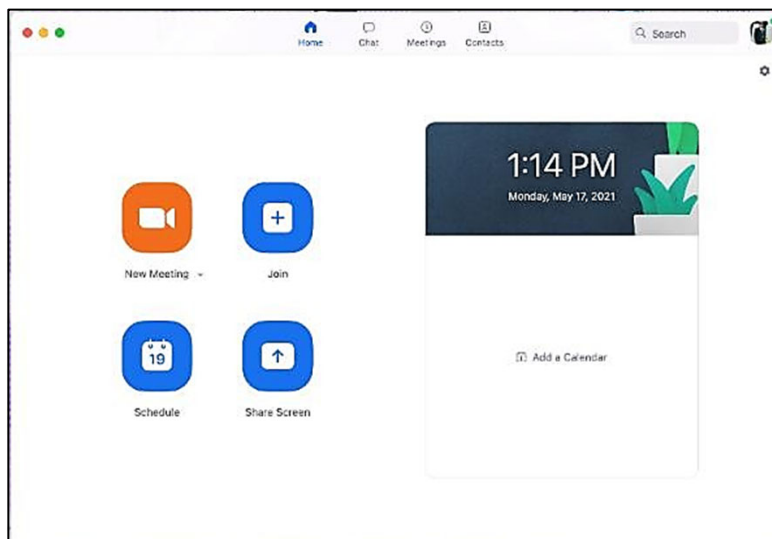 Home
Chat
Meetings
Contacts
Search
1:14 PM
Monday, May 17, 2021
New Meeting
Join
19
Schedule
Share Screen
Add a Calendar